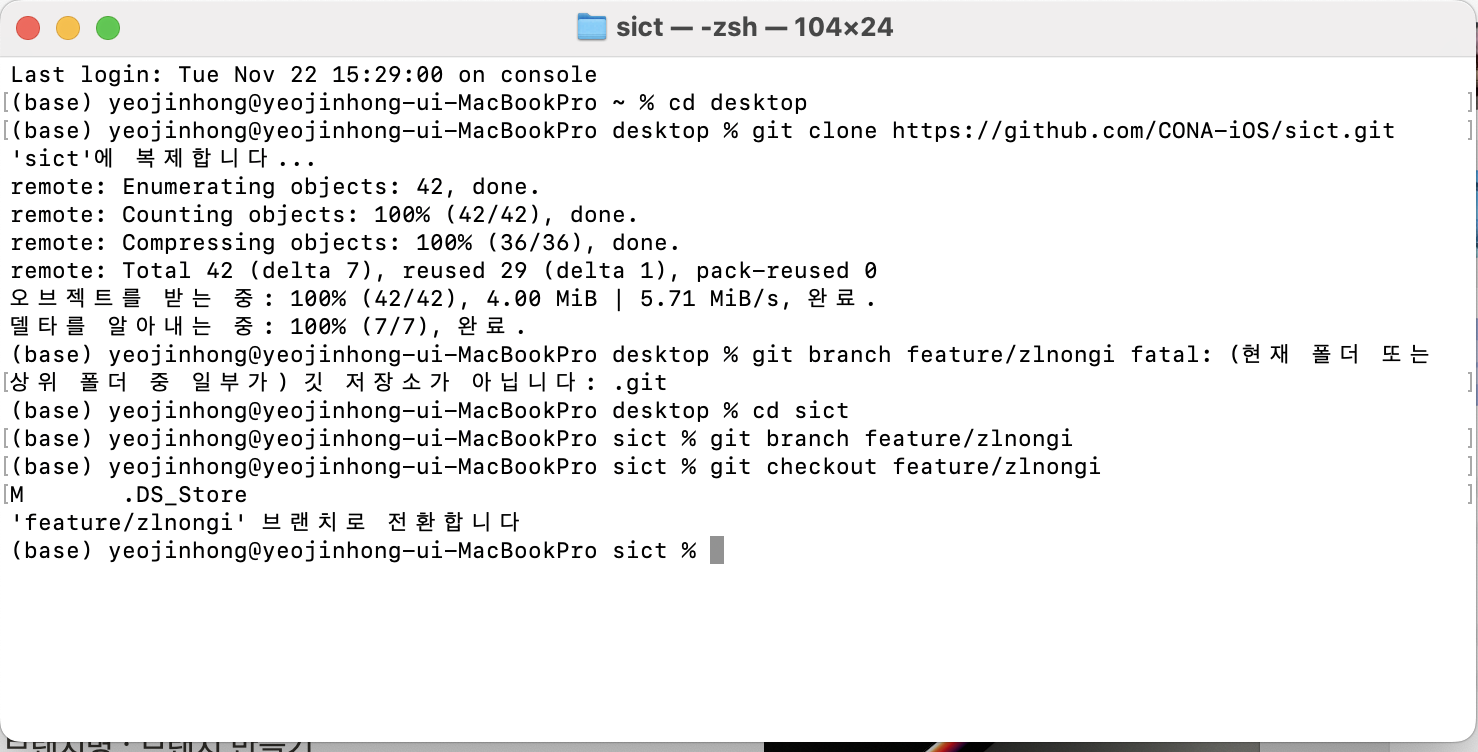 sict — -zsh — 104×24
Last login: Tue Nov 22 15:29:00 on console
[(base) yeojinhong@yeojinhong-ui-MacBookPro ~ % cd desktop ]
[(base) yeojinhong@yeojinhong-ui-MacBookPro desktop % git clone https://github.com/CONA-iOS/sict.git ]
'sict'에 복제합니다...
remote: Enumerating objects: 42, done.
remote: Counting objects: 100% (42/42), done.
remote: Compressing objects: 100% (36/36), done.
remote: Total 42 (delta 7), reused 29 (delta 1), pack-reused 0
오브젝트를 받는 중: 100% (42/42), 4.00 MiB | 5.71 MiB/s, 완료.
델타를 알아내는 중: 100% (7/7), 완료.
(base) yeojinhong@yeojinhong-ui-MacBookPro desktop % git branch feature/zlnongi fatal: (현재 폴더 또는
[상위 폴더 중 일부가) 깃 저장소가 아닙니다: .git ]
(base) yeojinhong@yeojinhong-ui-MacBookPro desktop % cd sict
[(base) yeojinhong@yeojinhong-ui-MacBookPro sict % git branch feature/zlnongi ]
[(base) yeojinhong@yeojinhong-ui-MacBookPro sict % git checkout feature/zlnongi ]
[M .DS_Store ]
'feature/zlnongi' 브랜치로 전환합니다
(base) yeojinhong@yeojinhong-ui-MacBookPro sict %